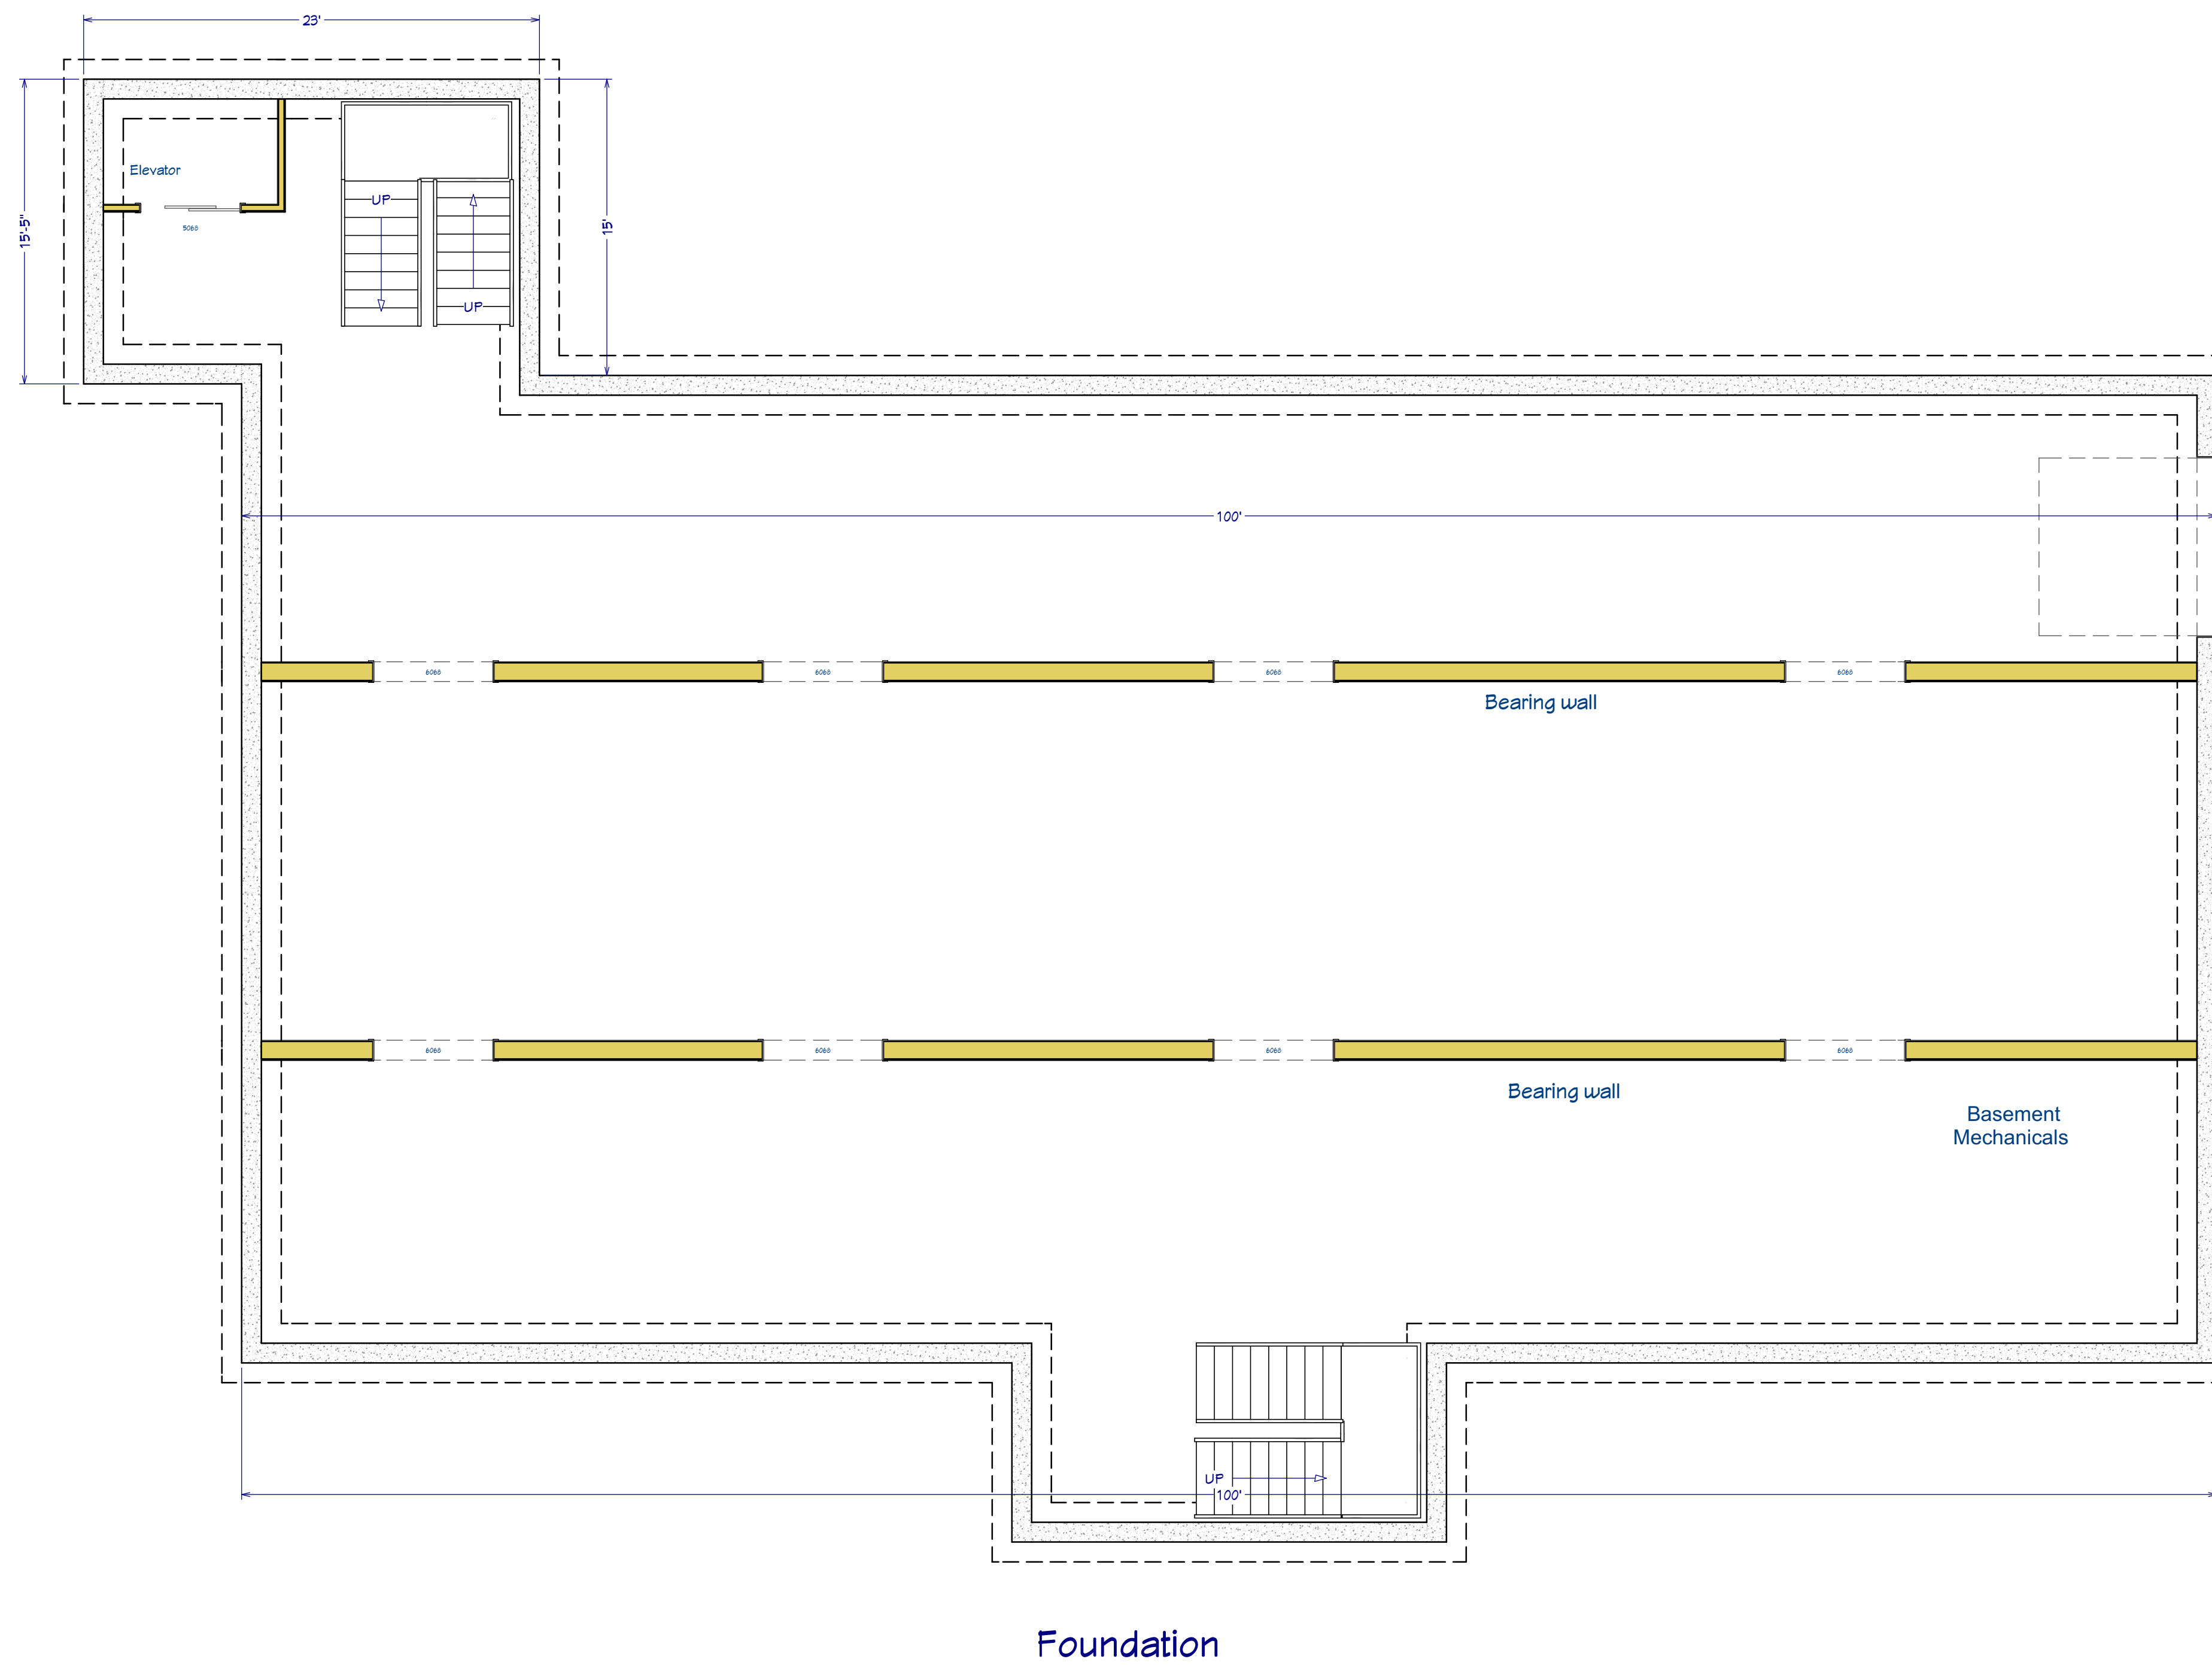 23'
Elevator
UP
15'-5"
15'
5068
UP
100'
6068
6068
6068
6068
Bearing wall
6068
6068
6068
6068
Bearing wall
Basement
Mechanicals
UP
100'
Foundation